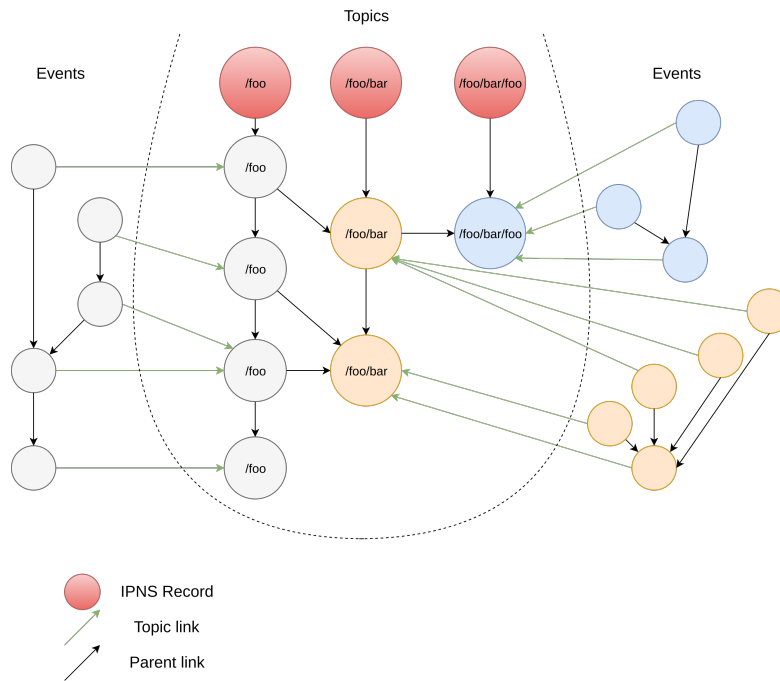 Topics
Events
Events
/foo
/foo/bar
/foo/bar/foo
/foo
/foo/bar
/foo/bar/foo
/foo
/foo
/foo/bar
/foo
IPNS Record
Topic link
Parent link